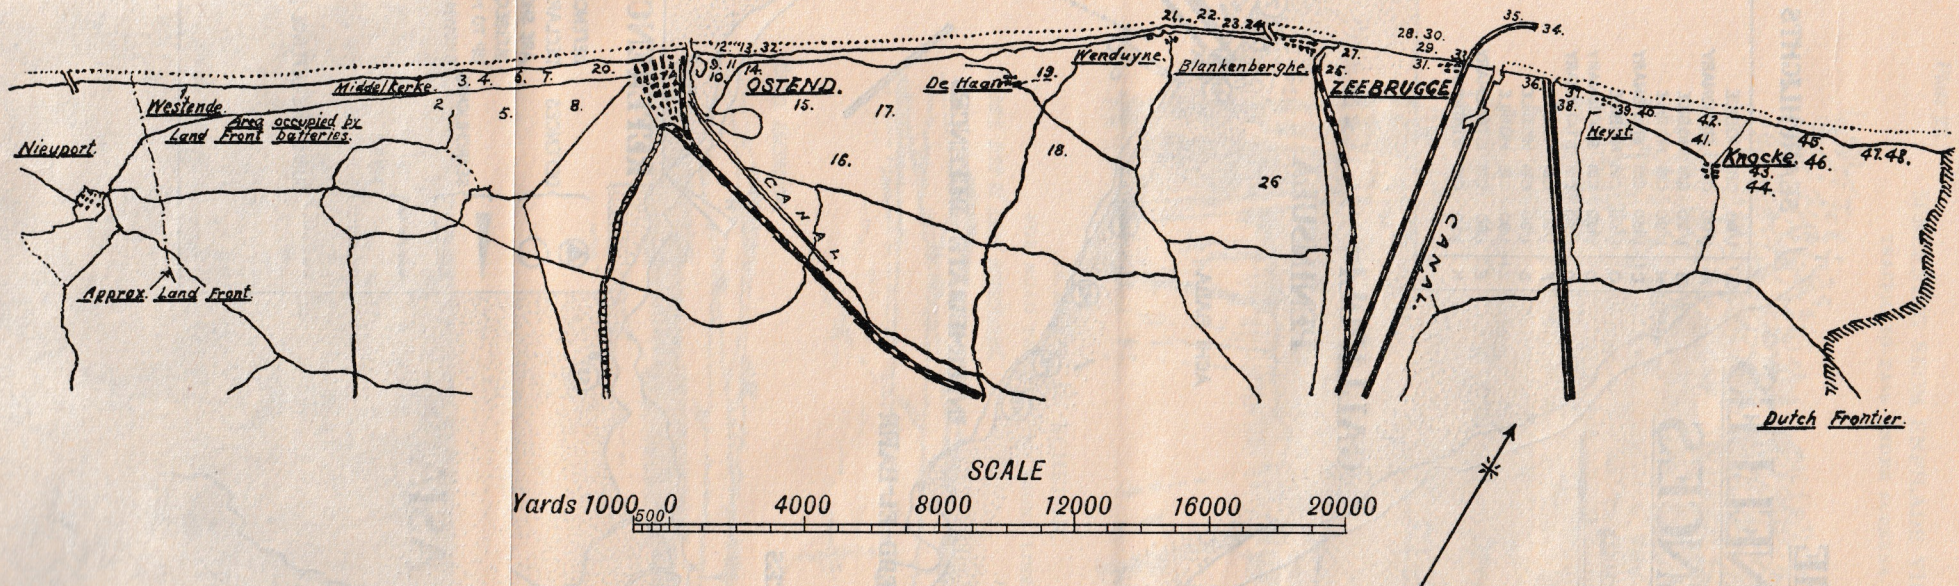 Nieuport.
1.
Westende.
Area occupied by
Land Front batteries.
Approx. Land Front.
Middelkerke.
2.
3. 4. 6. 7. 20.
5.
8.
12. 13. 32.
9. 11
10.
14.
OSTEND.
15.
16.
17.
CANAL
De Haan
19.
18.
Wenduyne.
21. 22. 23. 24
Blankenberghe.
26
27.
25.
ZEEBRUGGE
28. 30.
29.
31.
33
35.
34.
CANAL.
36.
37.
38.
39. 40.
Heyst.
42.
41.
Knocke.
43.
44.
45.
46.
47. 48.
Dutch Frontier.
SCALE
Yards 1000 500 0 4000 8000 12000 16000 20000